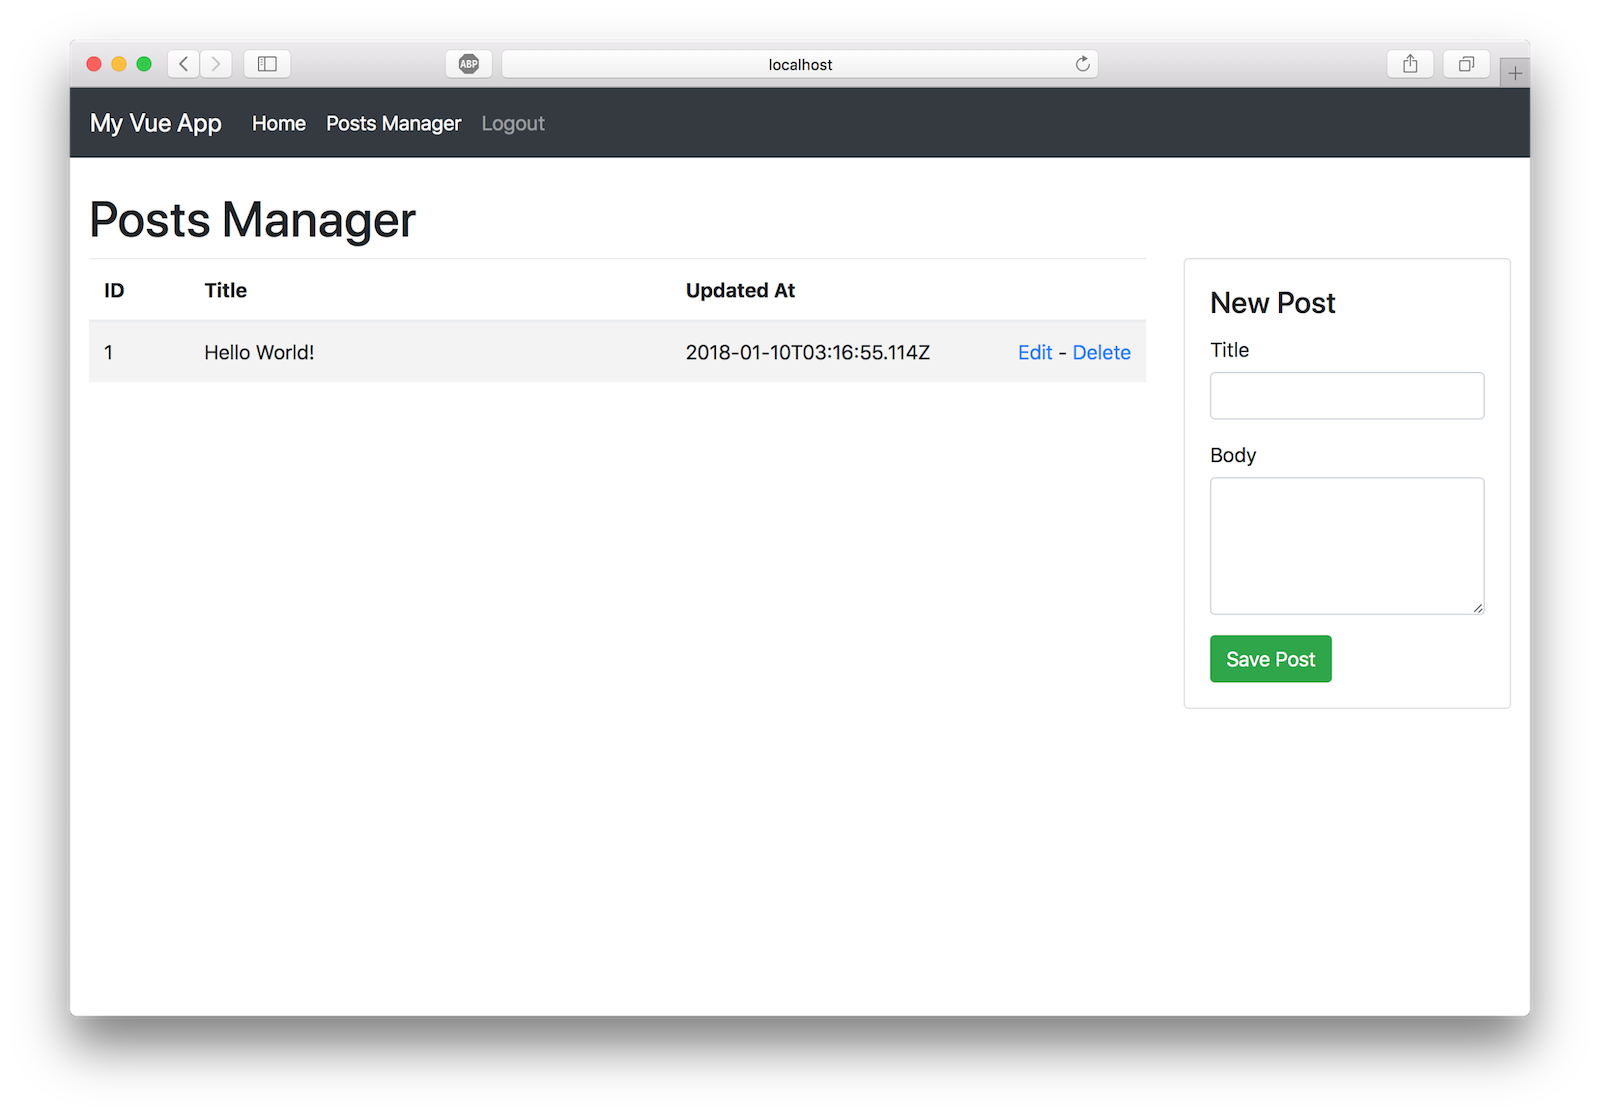 ABP
localhost
My Vue App Home Posts Manager Logout
Posts Manager
ID Title Updated At
1 Hello World! 2018-01-10T03:16:55.114Z Edit - Delete
New Post
Title
Body
Save Post